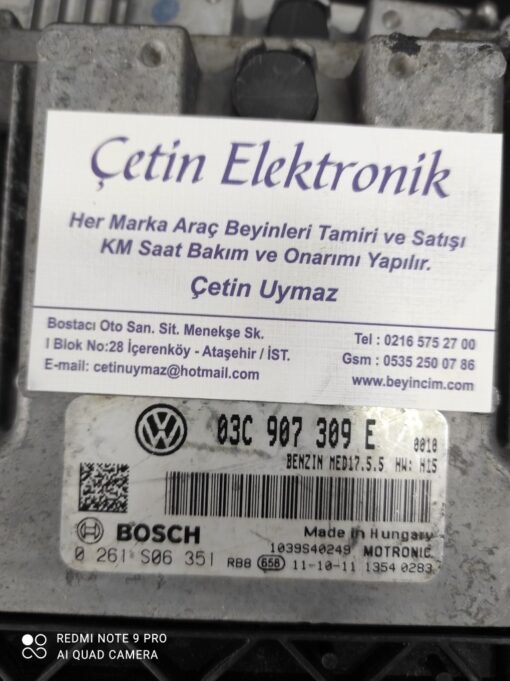 Çetin Elektronik
Her Marka Araç Beyinleri Tamiri ve Satışı
KM Saat Bakım ve Onarımı Yapılır.
Çetin Uymaz
Bostacı Oto San. Sit. Menekşe Sk.
I Blok No:28 İçerenköy - Ataşehir / İST.
E-mail: cetinuymaz@hotmail.com
Tel : 0216 575 27 00
Gsm : 0535 250 07 86
www.beyincim.com
03C 907 309 E 0010
BENZIN MED17.5.5 HW: H15
BOSCH
Made in Hungary
1039S40249 MOTRONIC
0 261 S06 351 RB8 658 11-10-11 1354 0283
REDMI NOTE 9 PRO
AI QUAD CAMERA